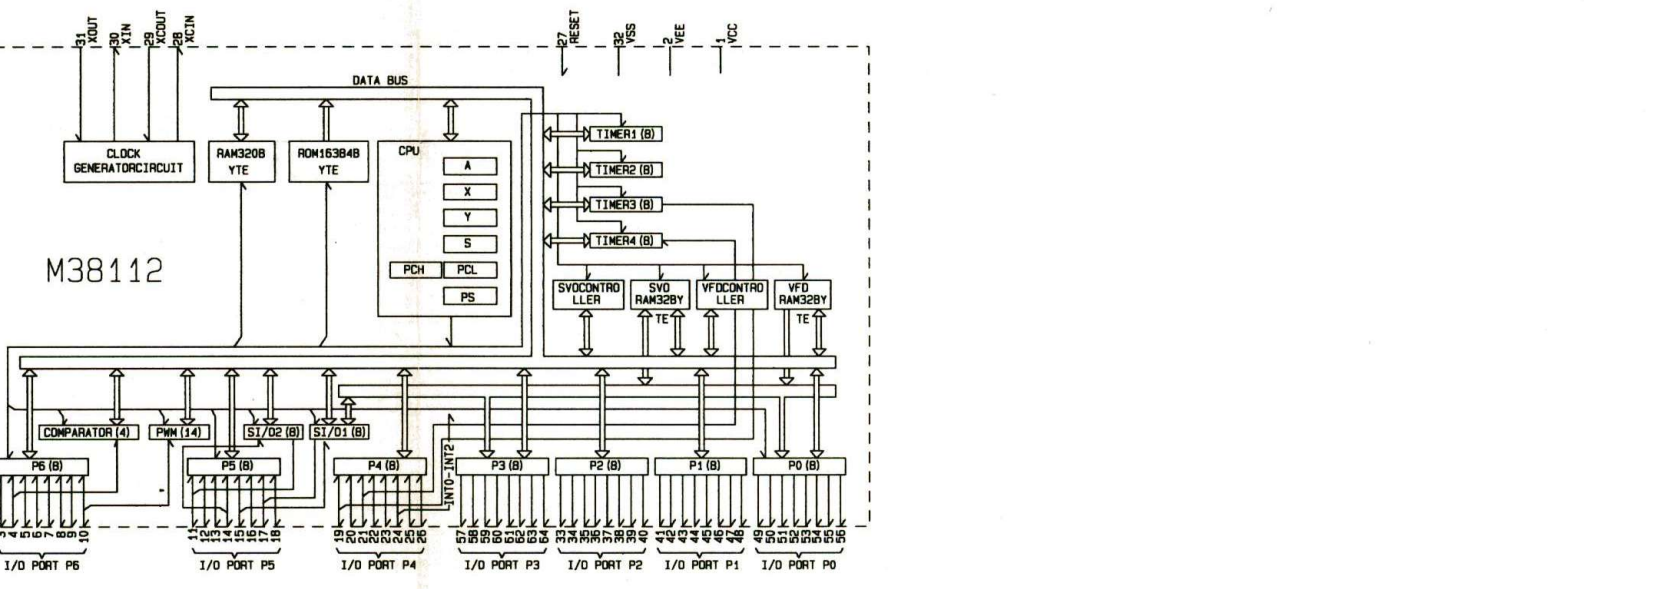 31 XOUT
30 XIN
29 XCOUT
28 XCIN
27 RESET
32 VSS
2 VEE
1 VCC
DATA BUS
CLOCK
GENERATORCIRCUIT
RAM320B
YTE
ROM16384B
YTE
CPU
A
X
Y
S
PCH
PCL
PS
TIMER1(8)
TIMER2(8)
TIMER3(8)
TIMER4(8)
M38112
SVOCONTRO
LLER
SVO
RAM32BY
TE
VFDCONTRO
LLER
VFD
RAM32BY
TE
COMPARATOR(4)
PWM(14)
SI/O2(8)
SI/O1(8)
INT0-INT2
P6(8)
P5(8)
P4(8)
P3(8)
P2(8)
P1(8)
P0(8)
3 4 5 6 7 8 9 10
11 12 13 14 15 16 17 18
19 20 21 22 23 24 25 26
57 58 59 60 61 62 63 64
33 34 35 36 37 38 39 40
41 42 43 44 45 46 47 48
49 50 51 52 53 54 55 56
I/O PORT P6
I/O PORT P5
I/O PORT P4
I/O PORT P3
I/O PORT P2
I/O PORT P1
I/O PORT P0